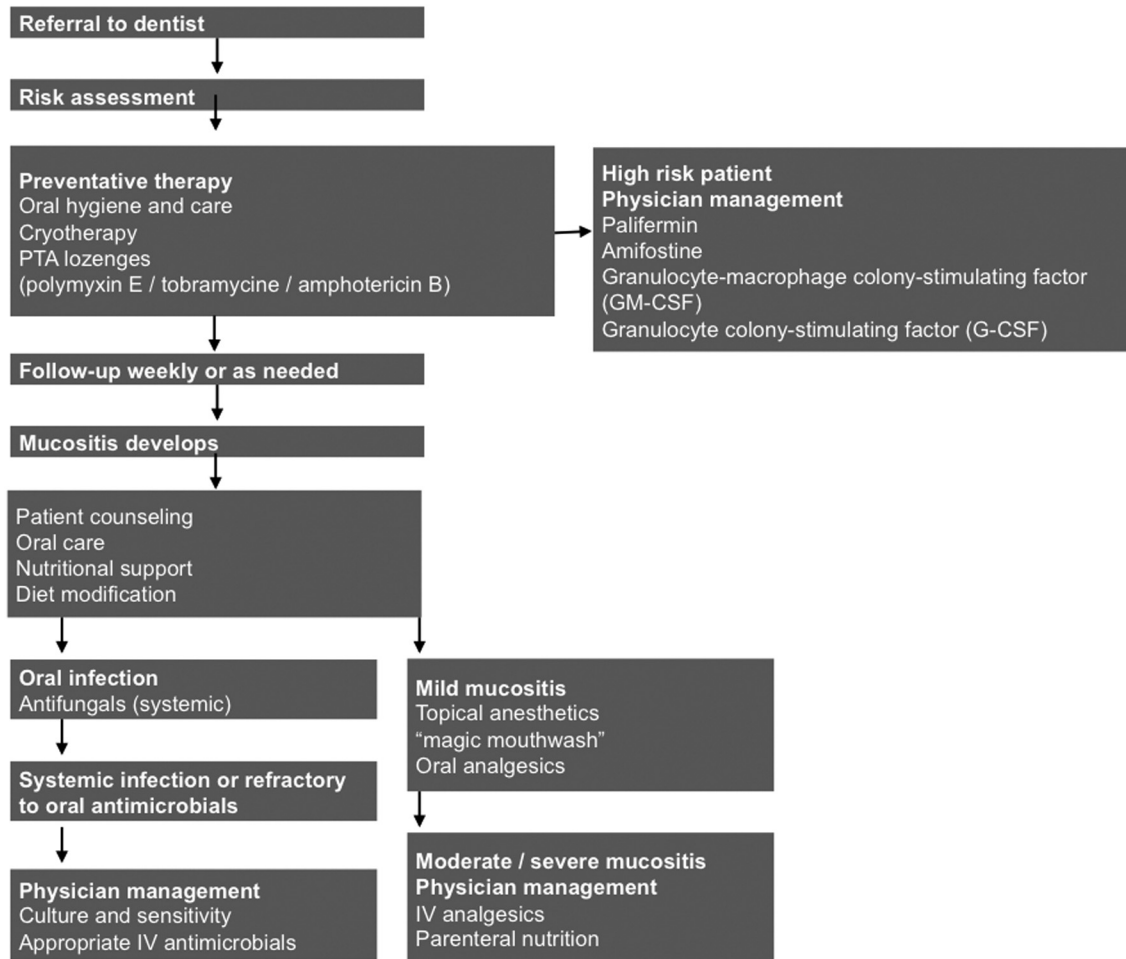 Referral to dentist
Risk assessment
Preventative therapy
Oral hygiene and care
Cryotherapy
PTA lozenges
(polymyxin E / tobramycine / amphotericin B)
High risk patient
Physician management
Palifermin
Amifostine
Granulocyte-macrophage colony-stimulating factor
(GM-CSF)
Granulocyte colony-stimulating factor (G-CSF)
Follow-up weekly or as needed
Mucositis develops
Patient counseling
Oral care
Nutritional support
Diet modification
Oral infection
Antifungals (systemic)
Systemic infection or refractory
to oral antimicrobials
Physician management
Culture and sensitivity
Appropriate IV antimicrobials
Mild mucositis
Topical anesthetics
“magic mouthwash”
Oral analgesics
Moderate / severe mucositis
Physician management
IV analgesics
Parenteral nutrition